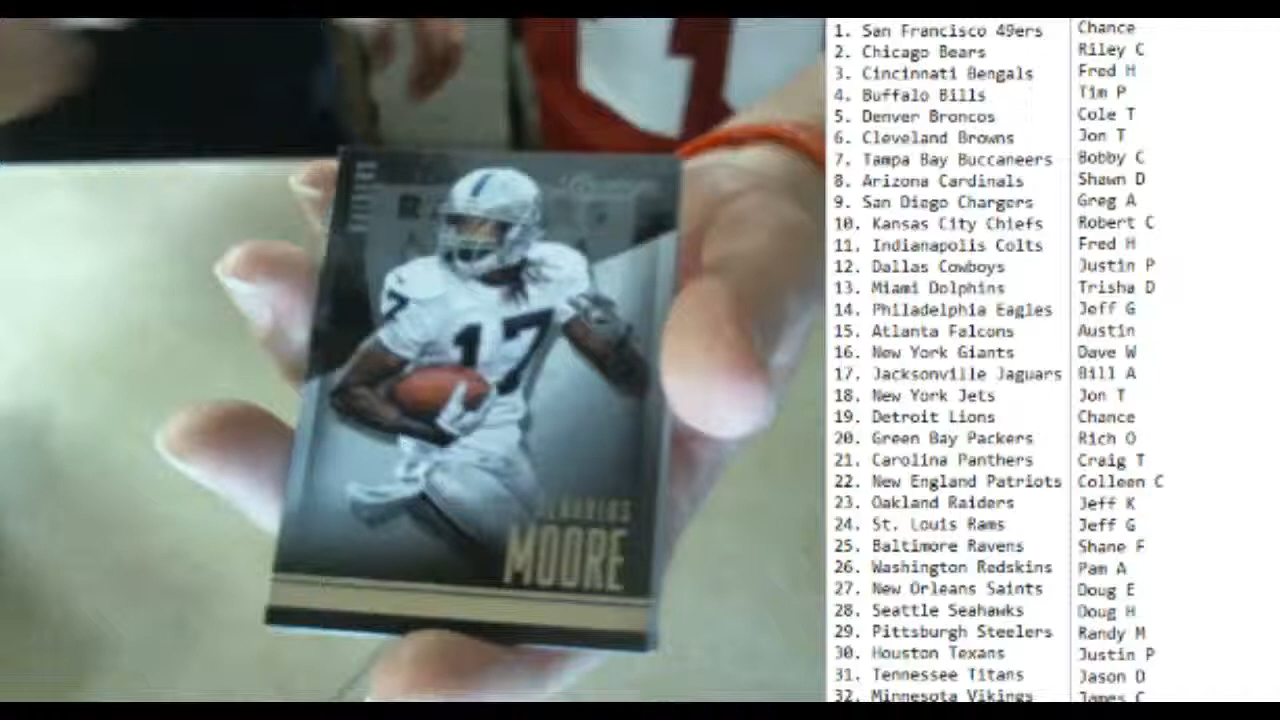 17
7
MOORE
1. San Francisco 49ers Chance
2. Chicago Bears Riley C
3. Cincinnati Bengals Fred H
4. Buffalo Bills Tim P
5. Denver Broncos Cole T
6. Cleveland Browns Jon T
7. Tampa Bay Buccaneers Bobby C
8. Arizona Cardinals Shawn D
9. San Diego Chargers Greg A
10. Kansas City Chiefs Robert C
11. Indianapolis Colts Fred H
12. Dallas Cowboys Justin P
13. Miami Dolphins Trisha D
14. Philadelphia Eagles Jeff G
15. Atlanta Falcons Austin
16. New York Giants Dave W
17. Jacksonville Jaguars Bill A
18. New York Jets Jon T
19. Detroit Lions Chance
20. Green Bay Packers Rich O
21. Carolina Panthers Craig T
22. New England Patriots Colleen C
23. Oakland Raiders Jeff K
24. St. Louis Rams Jeff G
25. Baltimore Ravens Shane F
26. Washington Redskins Pam A
27. New Orleans Saints Doug E
28. Seattle Seahawks Doug H
29. Pittsburgh Steelers Randy M
30. Houston Texans Justin P
31. Tennessee Titans Jason D
32. Minnesota Vikings James C